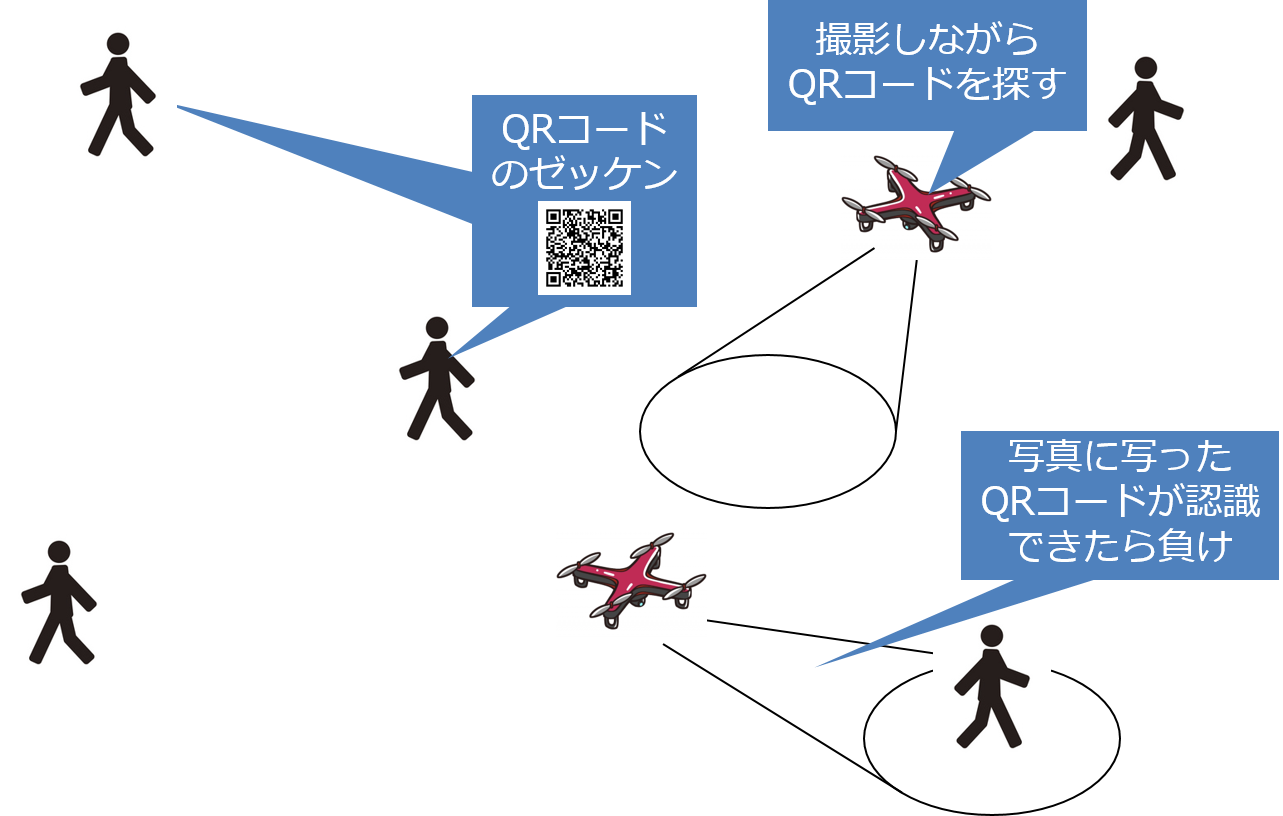 撮影しながら
QRコードを探す
QRコード
のゼッケン
写真に写った
QRコードが認識
できたら負け